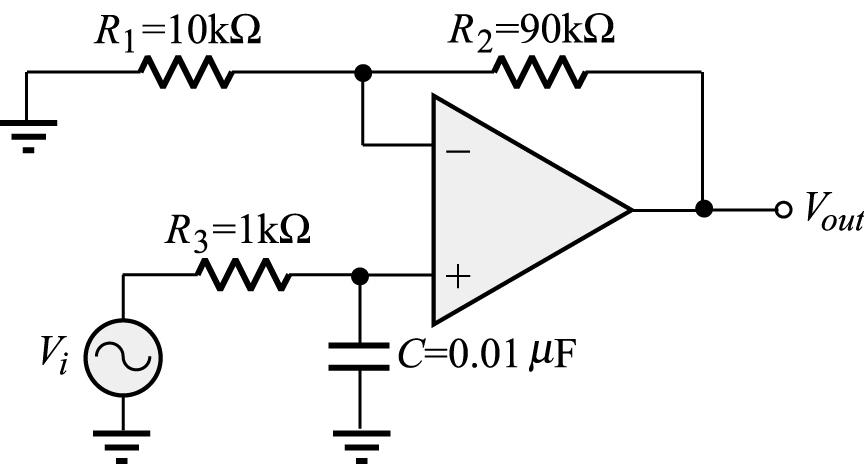 R1=10kΩ
R2=90kΩ
−
Vout
R3=1kΩ
+
Vi
C=0.01 μF